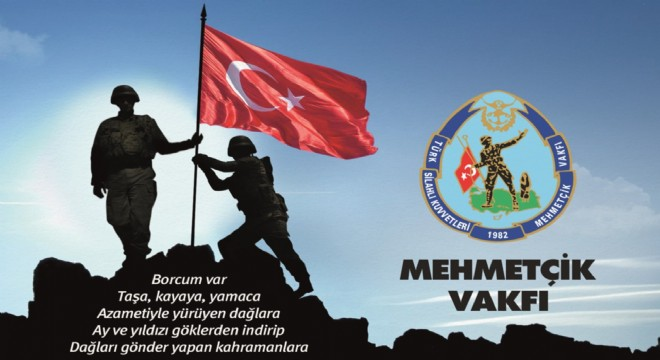 Borcum var
Taşa, kayaya, yamaca
Azametiyle yürüyen dağlara
Ay ve yıldızı göklerden indirip
Dağları gönder yapan kahramanlara
TÜRK SİLAHLI KUVVETLERİ
MEHMETÇİK VAKFI
1982
MEHMETÇİK
VAKFI